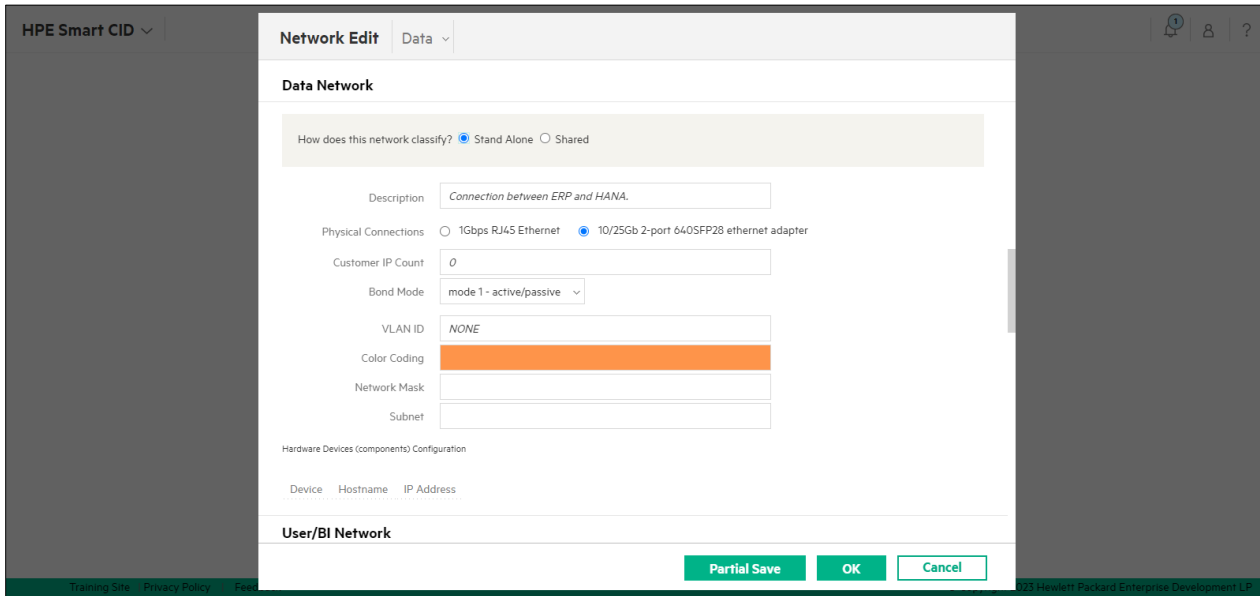 HPE Smart CID
Network Edit Data
1
?
Data Network
How does this network classify? Stand Alone Shared
Description Connection between ERP and HANA.
Physical Connections 1Gbps RJ45 Ethernet 10/25Gb 2-port 640SFP28 ethernet adapter
Customer IP Count 0
Bond Mode mode 1 - active/passive
VLAN ID NONE
Color Coding
Network Mask
Subnet
Hardware Devices (components) Configuration
Device Hostname IP Address
User/BI Network
Partial Save OK Cancel
Training Site Privacy Policy 023 Hewlett Packard Enterprise Development LP